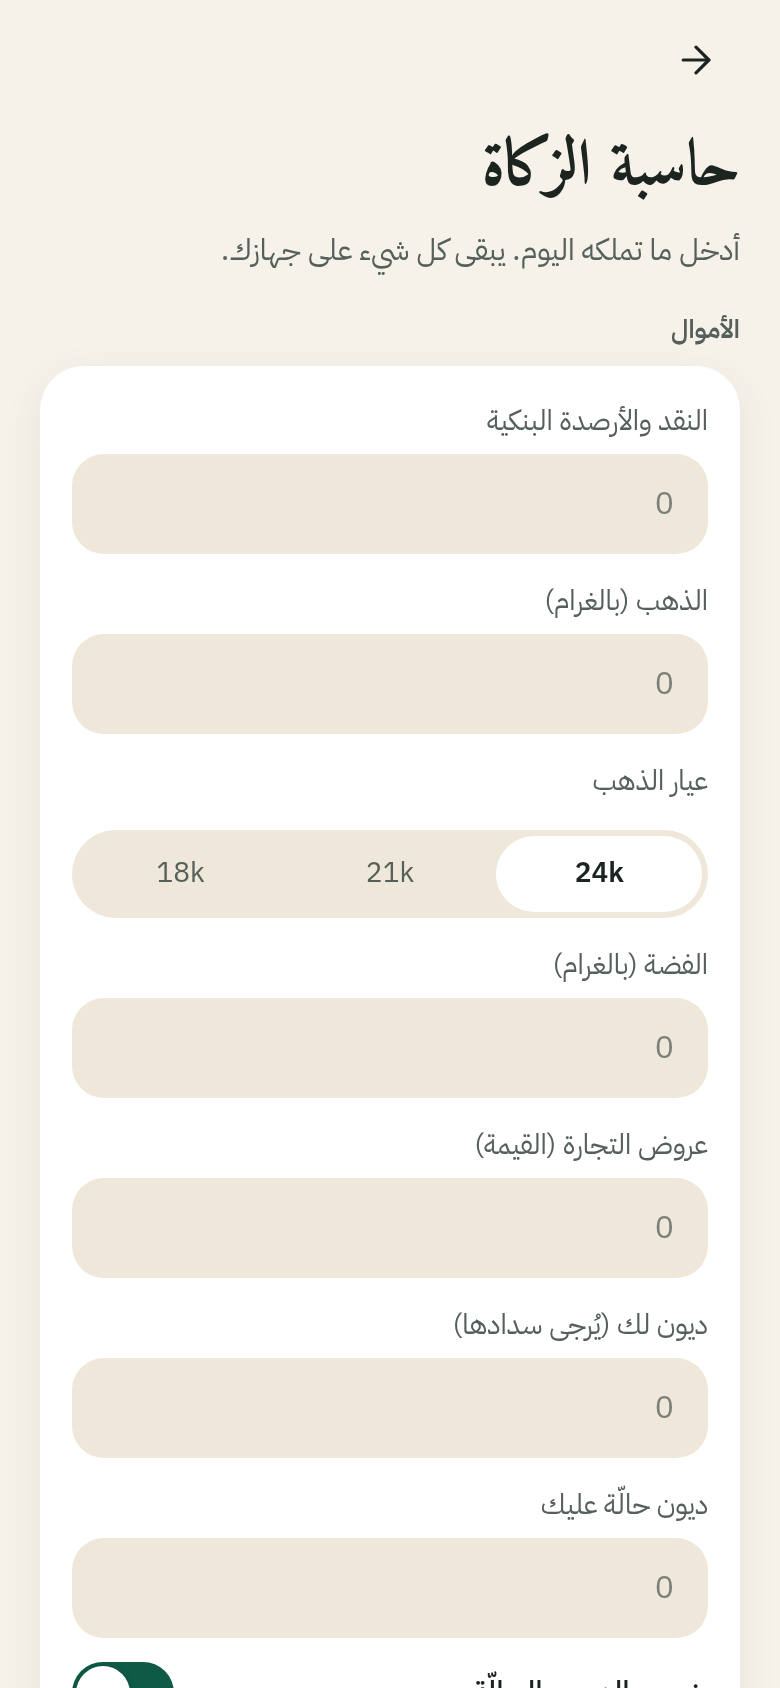 حاسبة الزكاة
أدخل ما تملكه اليوم. يبقى كل شيء على جهازك.
الأموال
النقد والأرصدة البنكية
0
الذهب (بالغرام)
0
عيار الذهب
24k 21k 18k
الفضة (بالغرام)
0
عروض التجارة (القيمة)
0
ديون لك (يُرجى سدادها)
0
ديون حالّة عليك
0